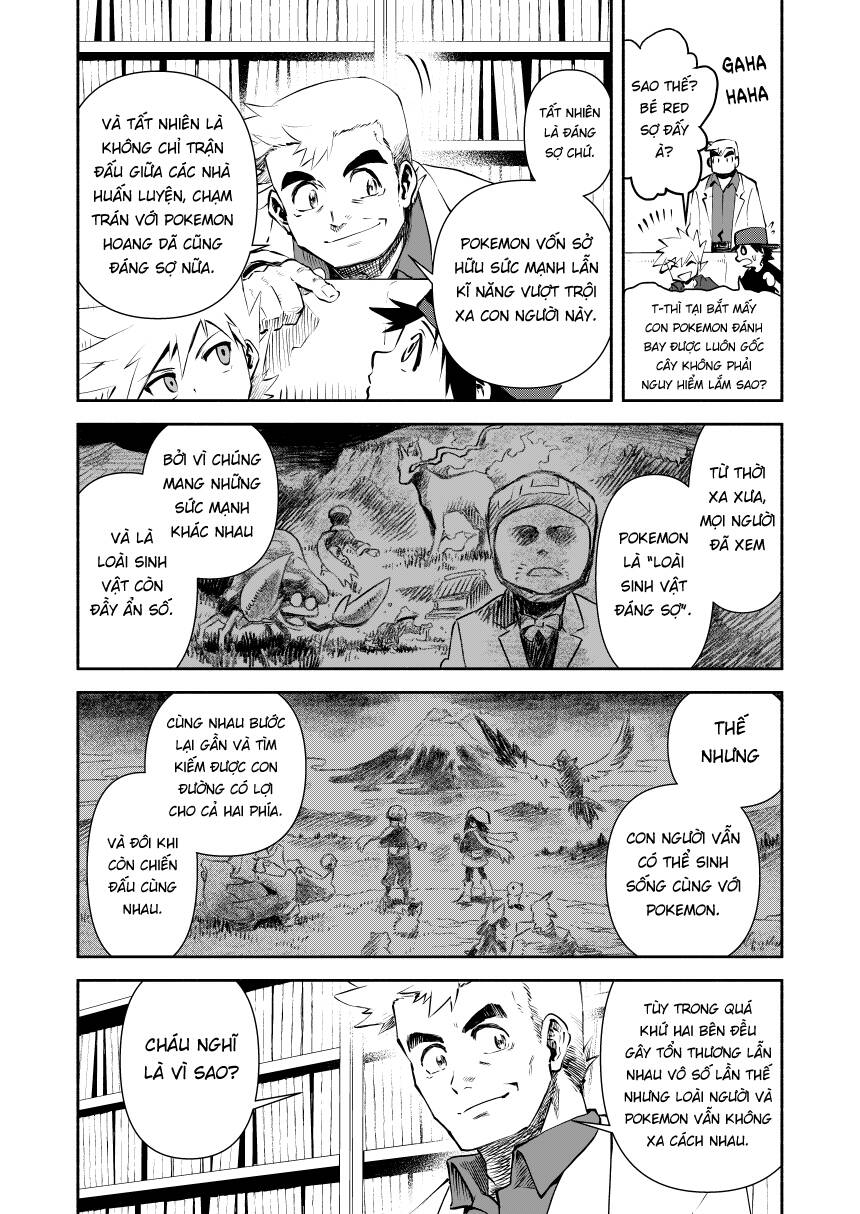 GAHA
HAHA
SAO THẾ?
BÉ RED
SỢ ĐẤY
À?
T-THÌ TẠI BẮT MẤY
CON POKEMON ĐÁNH
BAY ĐƯỢC LUÔN GỐC
CÂY KHÔNG PHẢI
NGUY HIỂM LẮM SAO?
TẤT NHIÊN
LÀ ĐÁNG
SỢ CHỨ.
POKEMON VỐN SỞ
HỮU SỨC MẠNH LẪN
KĨ NĂNG VƯỢT TRỘI
XA CON NGƯỜI NÀY.
VÀ TẤT NHIÊN LÀ
KHÔNG CHỈ TRẬN
ĐẤU GIỮA CÁC NHÀ
HUẤN LUYỆN, CHẠM
TRÁN VỚI POKEMON
HOANG DÃ CŨNG
ĐÁNG SỢ NỮA.
TỪ THỜI
XA XƯA,
MỌI NGƯỜI
ĐÃ XEM
POKEMON
LÀ "LOÀI
SINH VẬT
ĐÁNG SỢ".
BỞI VÌ CHÚNG
MANG NHỮNG
SỨC MẠNH
KHÁC NHAU
VÀ LÀ
LOÀI SINH
VẬT CÒN
ĐẦY ẨN SỐ.
THẾ
NHƯNG
CON NGƯỜI VẪN
CÓ THỂ SINH
SỐNG CÙNG VỚI
POKEMON.
CÙNG NHAU BƯỚC
LẠI GẦN VÀ TÌM
KIẾM ĐƯỢC CON
ĐƯỜNG CÓ LỢI
CHO CẢ HAI PHÍA.
VÀ ĐÔI KHI
CÒN CHIẾN
ĐẤU CÙNG
NHAU.
TÙY TRONG QUÁ
KHỨ HAI BÊN ĐỀU
GÂY TỔN THƯƠNG LẪN
NHAU VÔ SỐ LẦN THẾ
NHƯNG LOÀI NGƯỜI VÀ
POKEMON VẪN KHÔNG
XA CÁCH NHAU.
CHÁU NGHĨ
LÀ VÌ SAO?